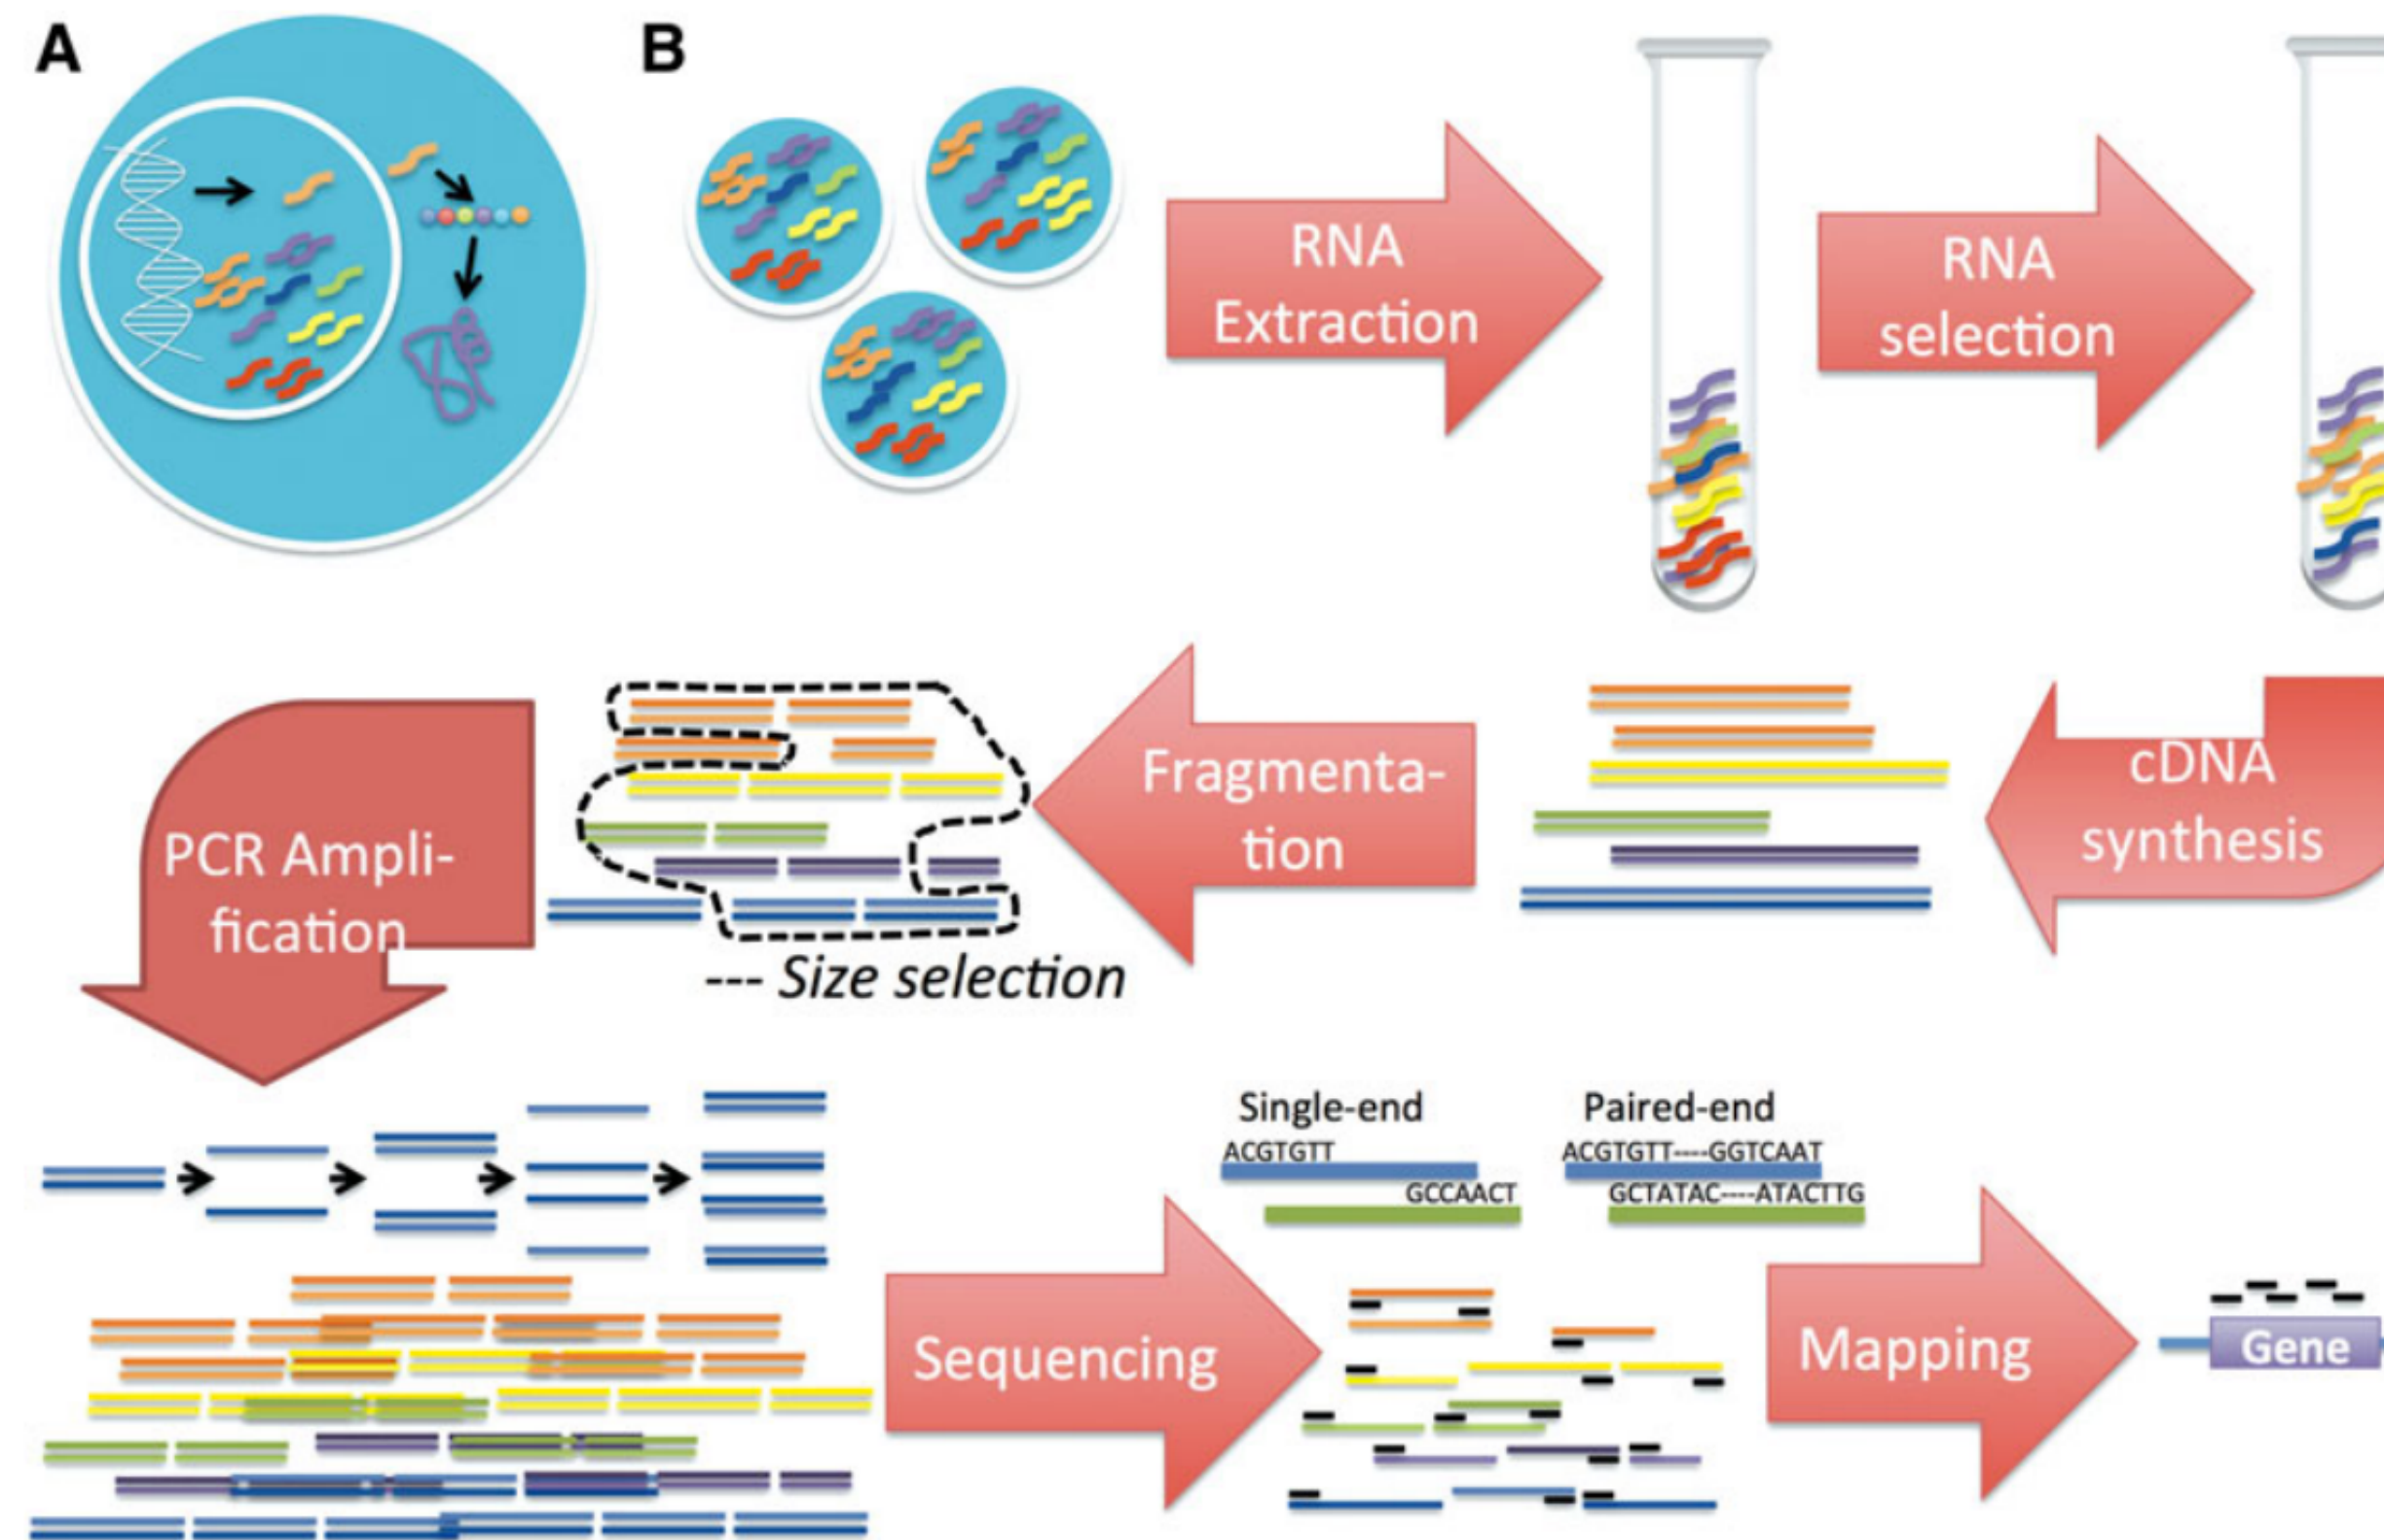 A
B
RNA
Extraction
RNA
selection
cDNA
synthesis
Fragmenta-
tion
--- Size selection
PCR Ampli-
fication
Single-end
ACGTGTT
GCCAACT
Paired-end
ACGTGTT----GGTCAAT
GCTATAC----ATACTTG
Sequencing
Mapping
Gene